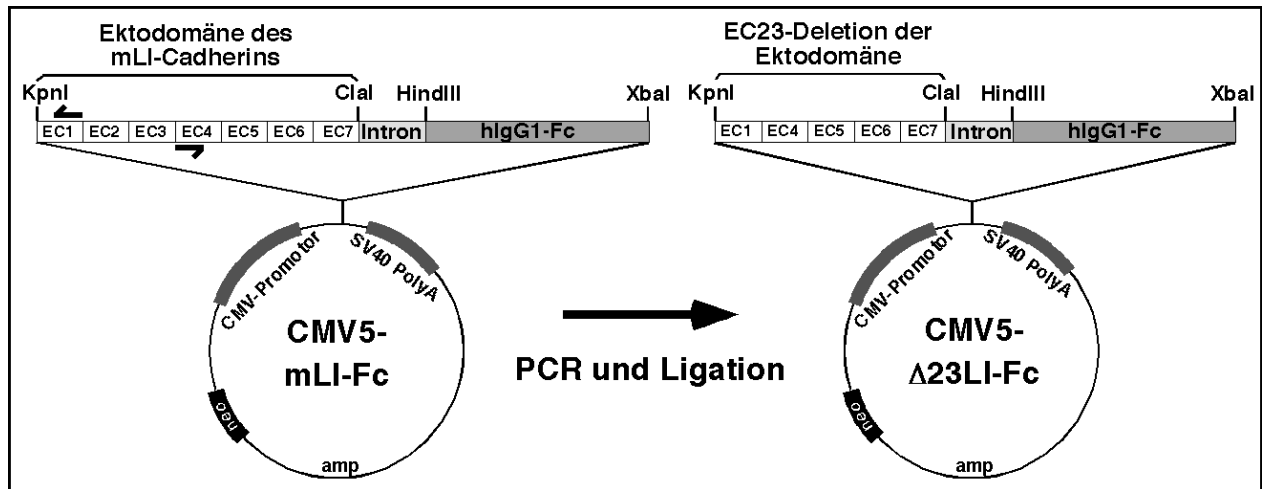 Ektodomäne des
mLI-Cadherins
KpnI ClaI HindIII XbaI
EC1 EC2 EC3 EC4 EC5 EC6 EC7 Intron hIgG1-Fc
CMV-Promotor
SV40 PolyA
CMV5-
mLI-Fc
neo
amp
PCR und Ligation
EC23-Deletion der
Ektodomäne
KpnI ClaI HindIII XbaI
EC1 EC4 EC5 EC6 EC7 Intron hIgG1-Fc
CMV-Promotor
SV40 PolyA
CMV5-
Δ23LI-Fc
neo
amp